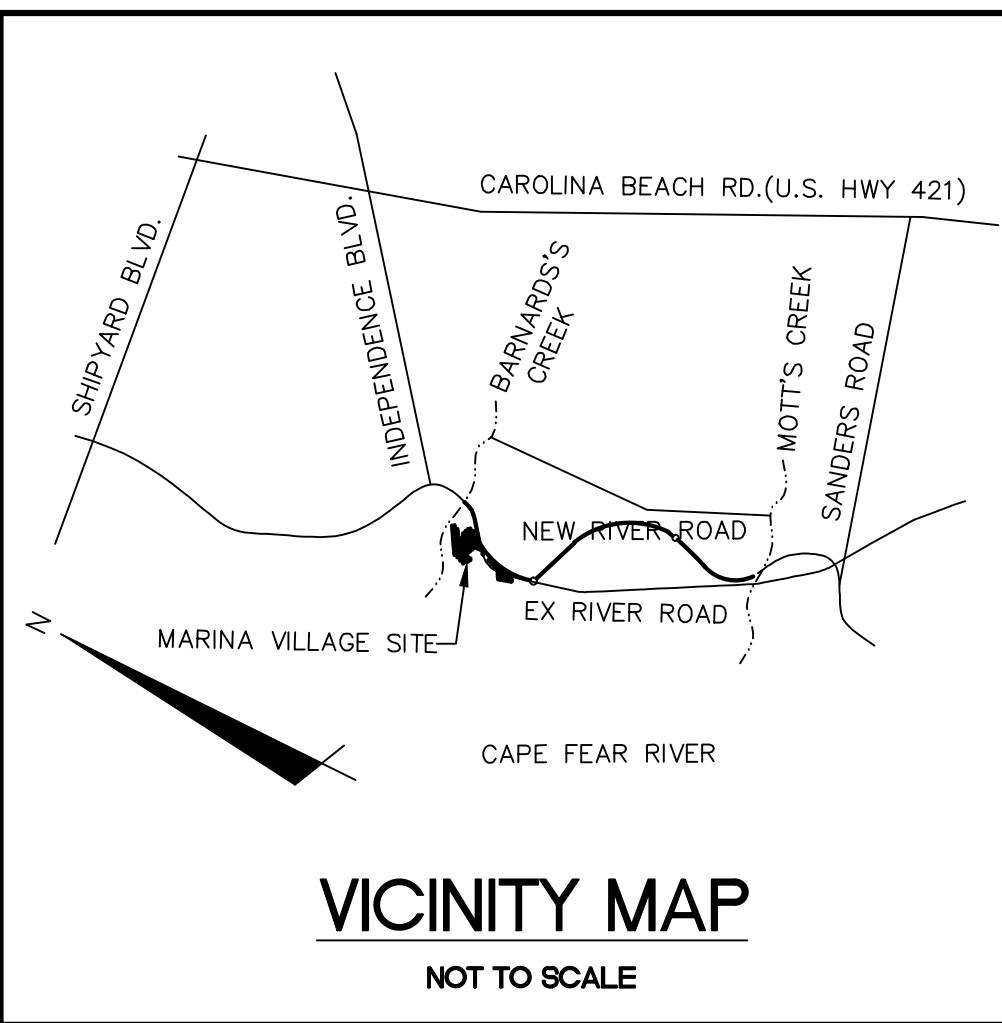 CAROLINA BEACH RD.(U.S. HWY 421)
SHIPYARD BLVD.
INDEPENDENCE BLVD.
BARNARDS'S
CREEK
MOTT'S CREEK
SANDERS ROAD
NEW RIVER ROAD
EX RIVER ROAD
N
MARINA VILLAGE SITE
CAPE FEAR RIVER
VICINITY MAP
NOT TO SCALE